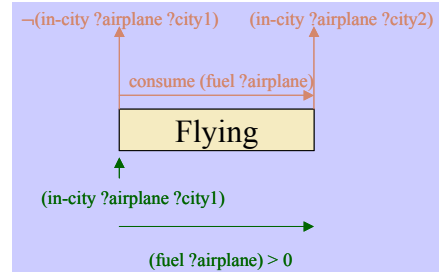 ¬(in-city ?airplane ?city1) (in-city ?airplane ?city2)
consume (fuel ?airplane)
Flying
(in-city ?airplane ?city1)
(fuel ?airplane) > 0